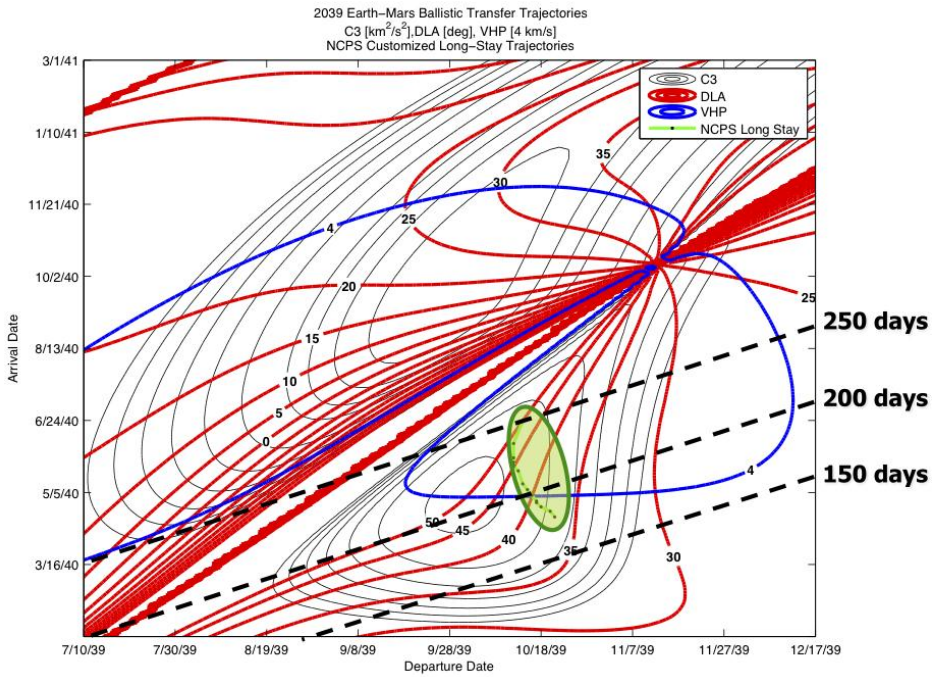 2039 Earth–Mars Ballistic Transfer Trajectories
C3 [km²/s²],DLA [deg], VHP [4 km/s]
NCPS Customized Long–Stay Trajectories
3/1/41
1/10/41
11/21/40
10/2/40
8/13/40
6/24/40
5/5/40
3/16/40
Arrival Date
C3
DLA
VHP
NCPS Long Stay
35
30
25
4
20
25
15
10
5
0
4
50
45
40
35
30
250 days
200 days
150 days
7/10/39
7/30/39
8/19/39
9/8/39
9/28/39
10/18/39
11/7/39
11/27/39
12/17/39
Departure Date